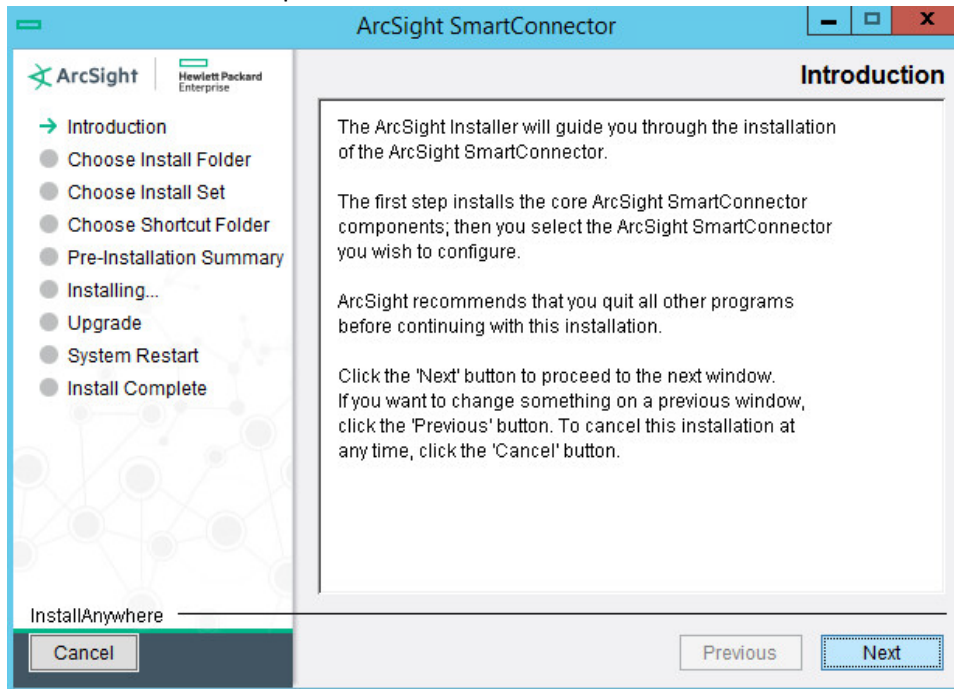 ArcSight SmartConnector
ArcSight
Hewlett Packard
Enterprise
Introduction
Introduction
Choose Install Folder
Choose Install Set
Choose Shortcut Folder
Pre-Installation Summary
Installing...
Upgrade
System Restart
Install Complete
The ArcSight Installer will guide you through the installation
of the ArcSight SmartConnector.
The first step installs the core ArcSight SmartConnector
components; then you select the ArcSight SmartConnector
you wish to configure.
ArcSight recommends that you quit all other programs
before continuing with this installation.
Click the 'Next' button to proceed to the next window.
If you want to change something on a previous window,
click the 'Previous' button. To cancel this installation at
any time, click the 'Cancel' button.
InstallAnywhere
Cancel
Previous
Next